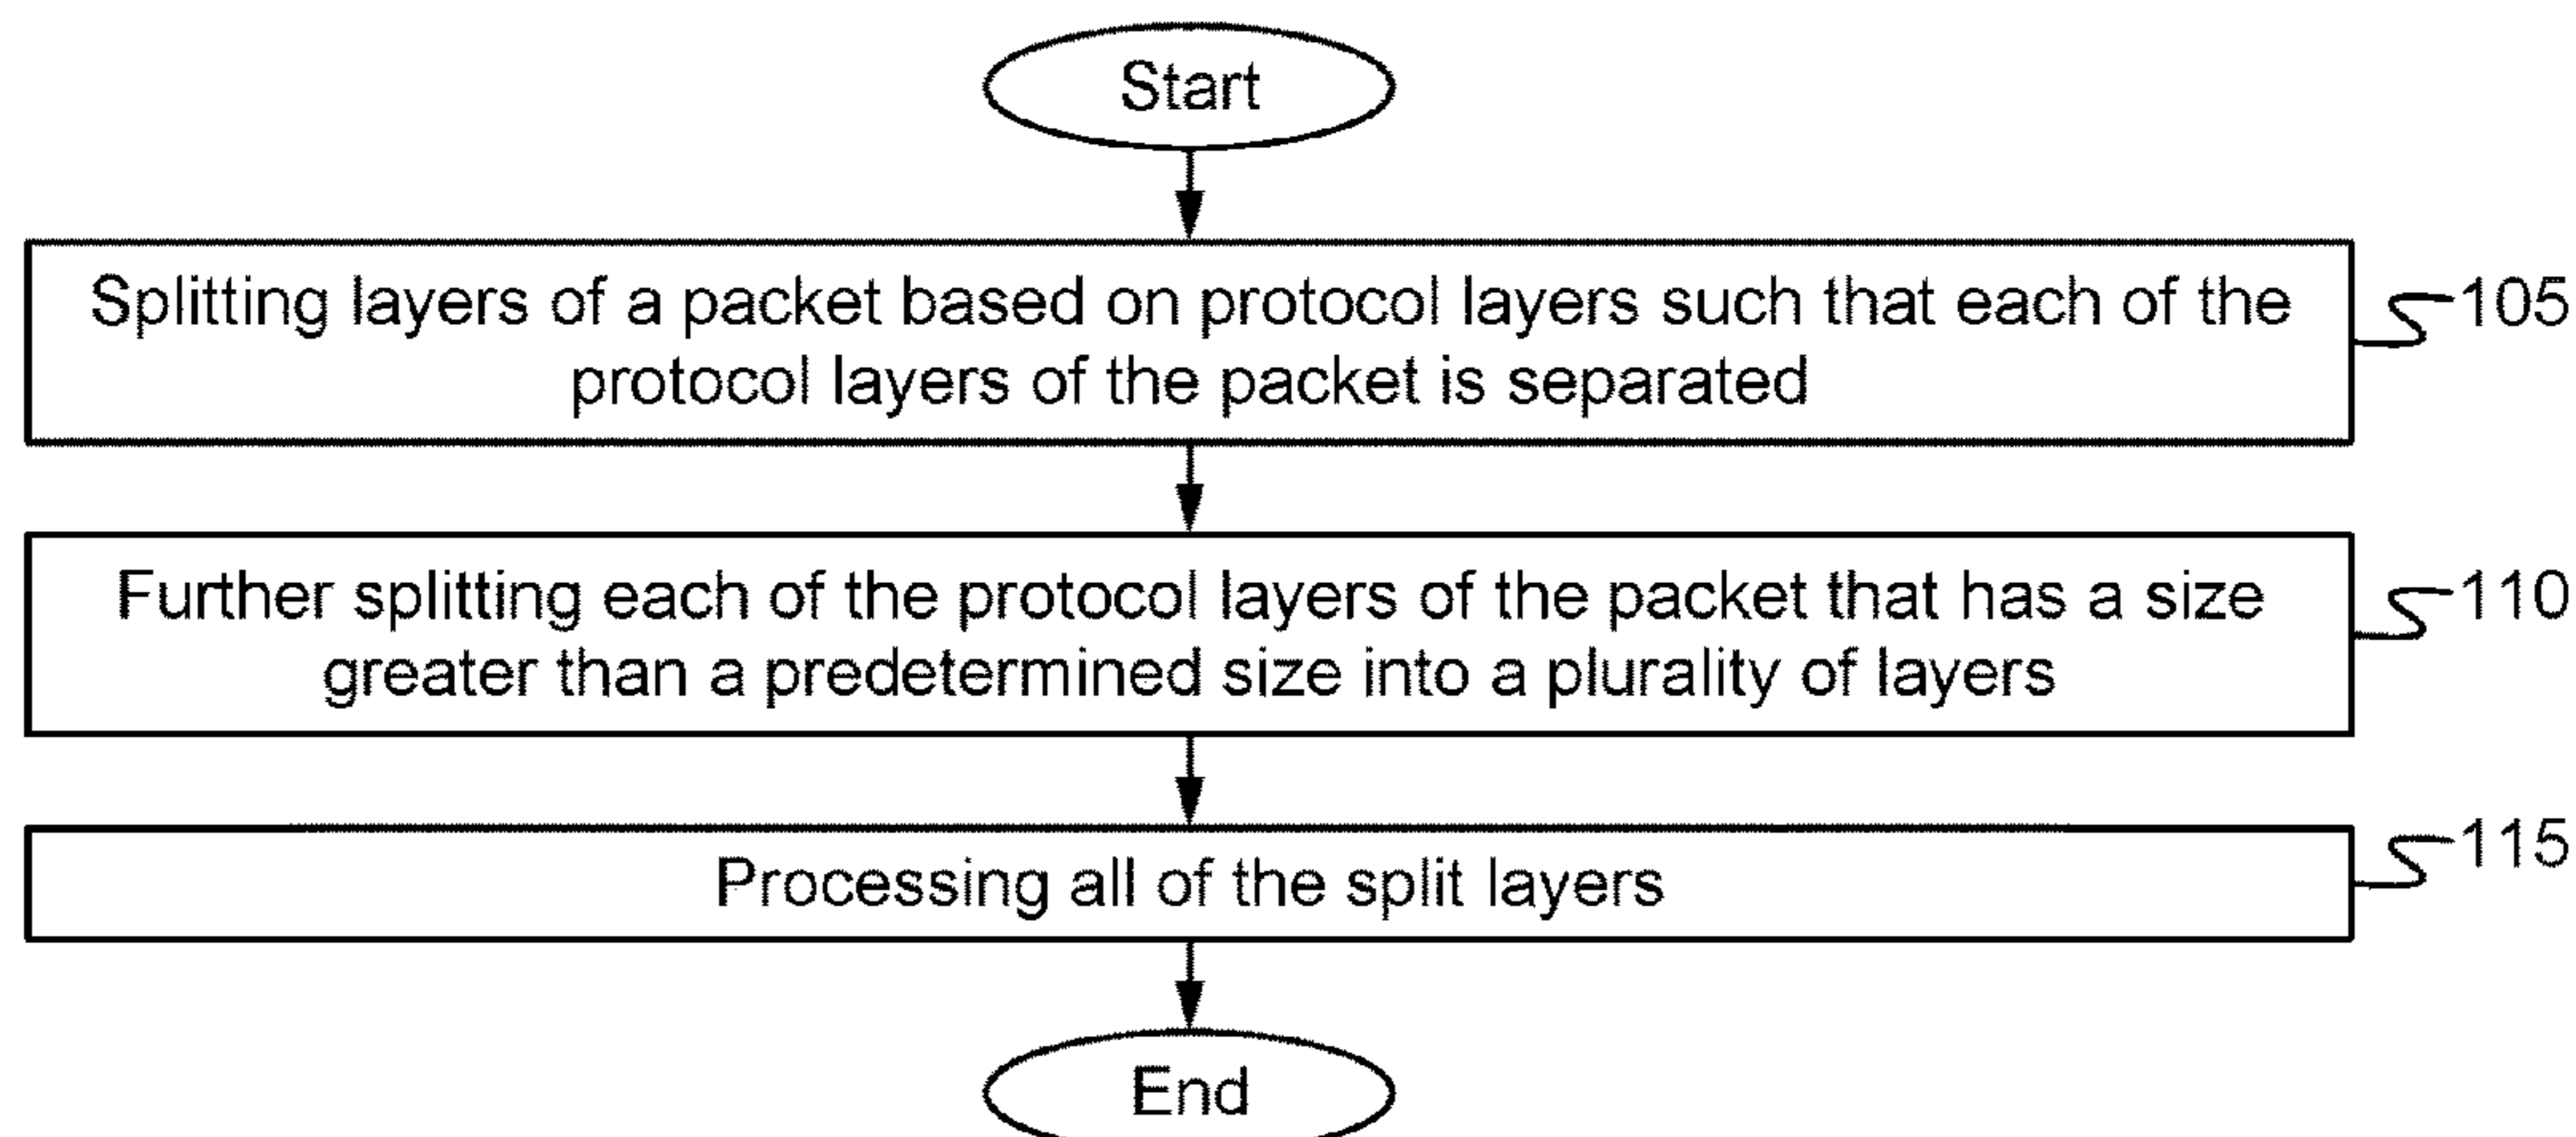 Start
Splitting layers of a packet based on protocol layers such that each of the
protocol layers of the packet is separated
105
Further splitting each of the protocol layers of the packet that has a size
greater than a predetermined size into a plurality of layers
110
Processing all of the split layers
115
End